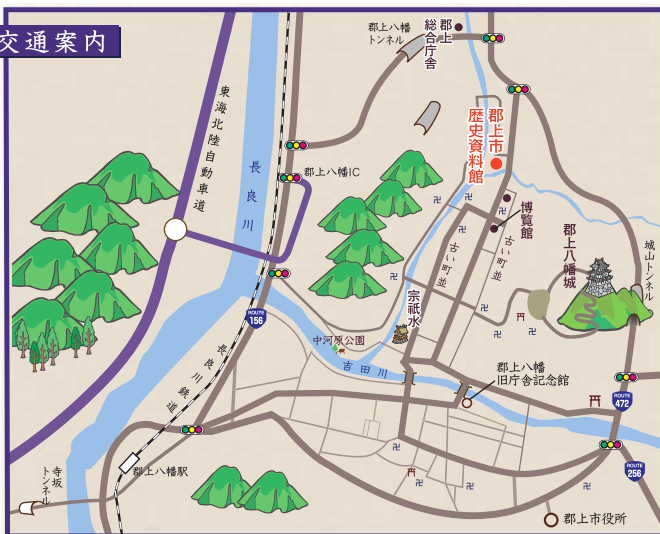 交通案内
郡上八幡
トンネル
郡上
総合庁舎
東海北陸自動車道
長良川
郡上八幡IC
郡上市
歴史資料館
博覧館
古い町並
古い町並
郡上八幡城
城山トンネル
宗祇水
ROUTE
156
中河原公園
吉田川
長良川鉄道
郡上八幡
旧庁舎記念館
ROUTE
472
ROUTE
256
郡上八幡駅
寺坂
トンネル
郡上市役所